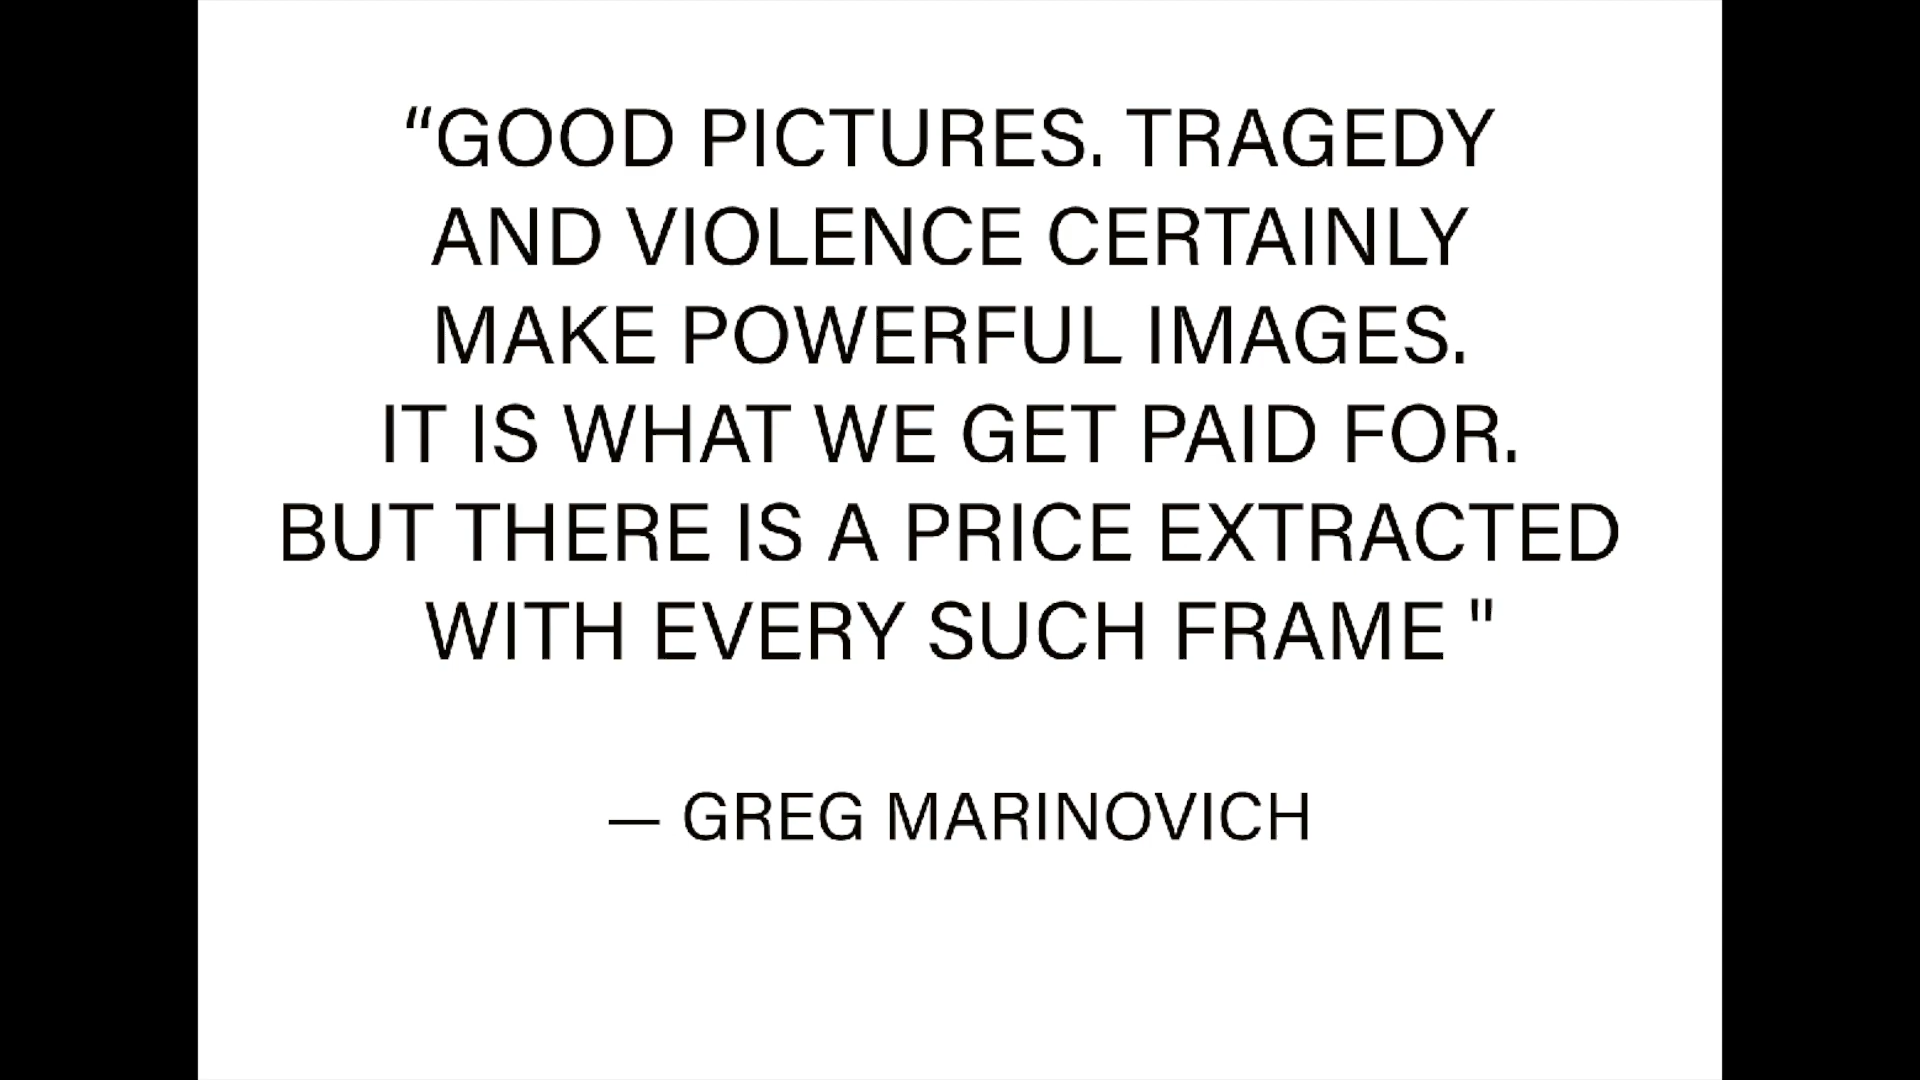 “GOOD PICTURES. TRAGEDY
AND VIOLENCE CERTAINLY
MAKE POWERFUL IMAGES.
IT IS WHAT WE GET PAID FOR.
BUT THERE IS A PRICE EXTRACTED
WITH EVERY SUCH FRAME "
— GREG MARINOVICH